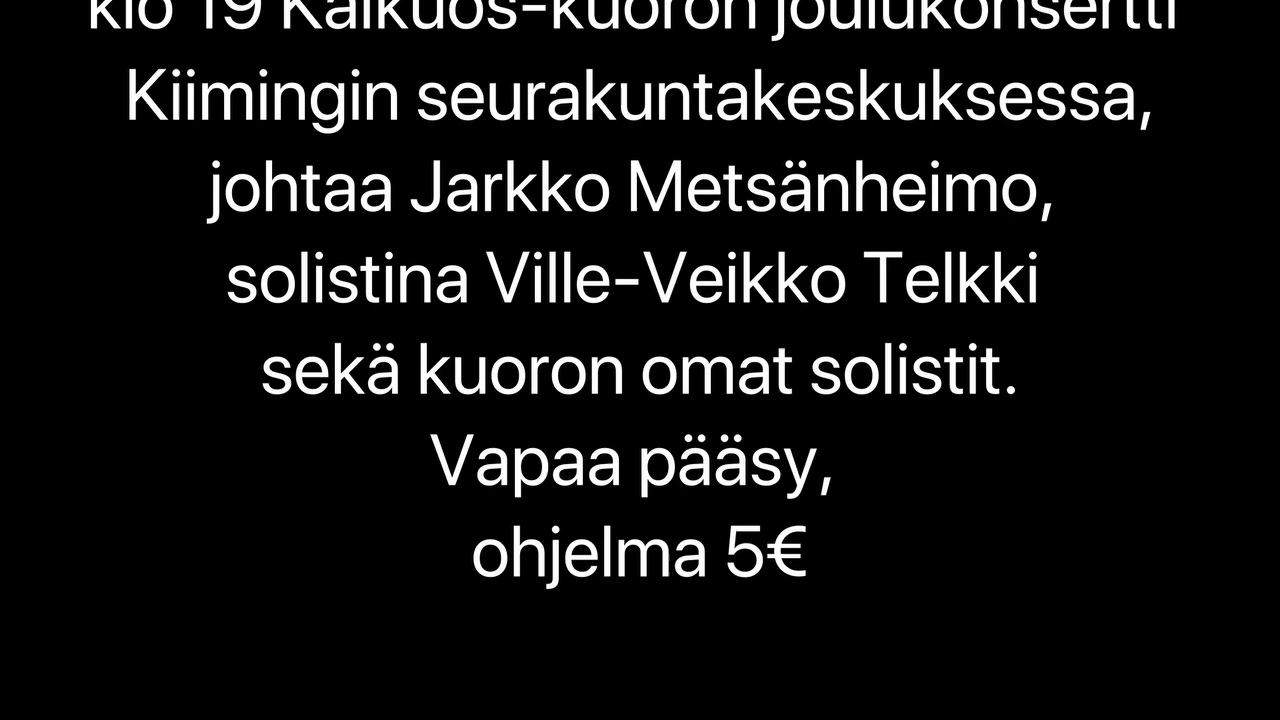 klo 19 Kaikuos-kuoron joulukonsertti
Kiimingin seurakuntakeskuksessa,
johtaa Jarkko Metsänheimo,
solistina Ville-Veikko Telkki
sekä kuoron omat solistit.
Vapaa pääsy,
ohjelma 5€